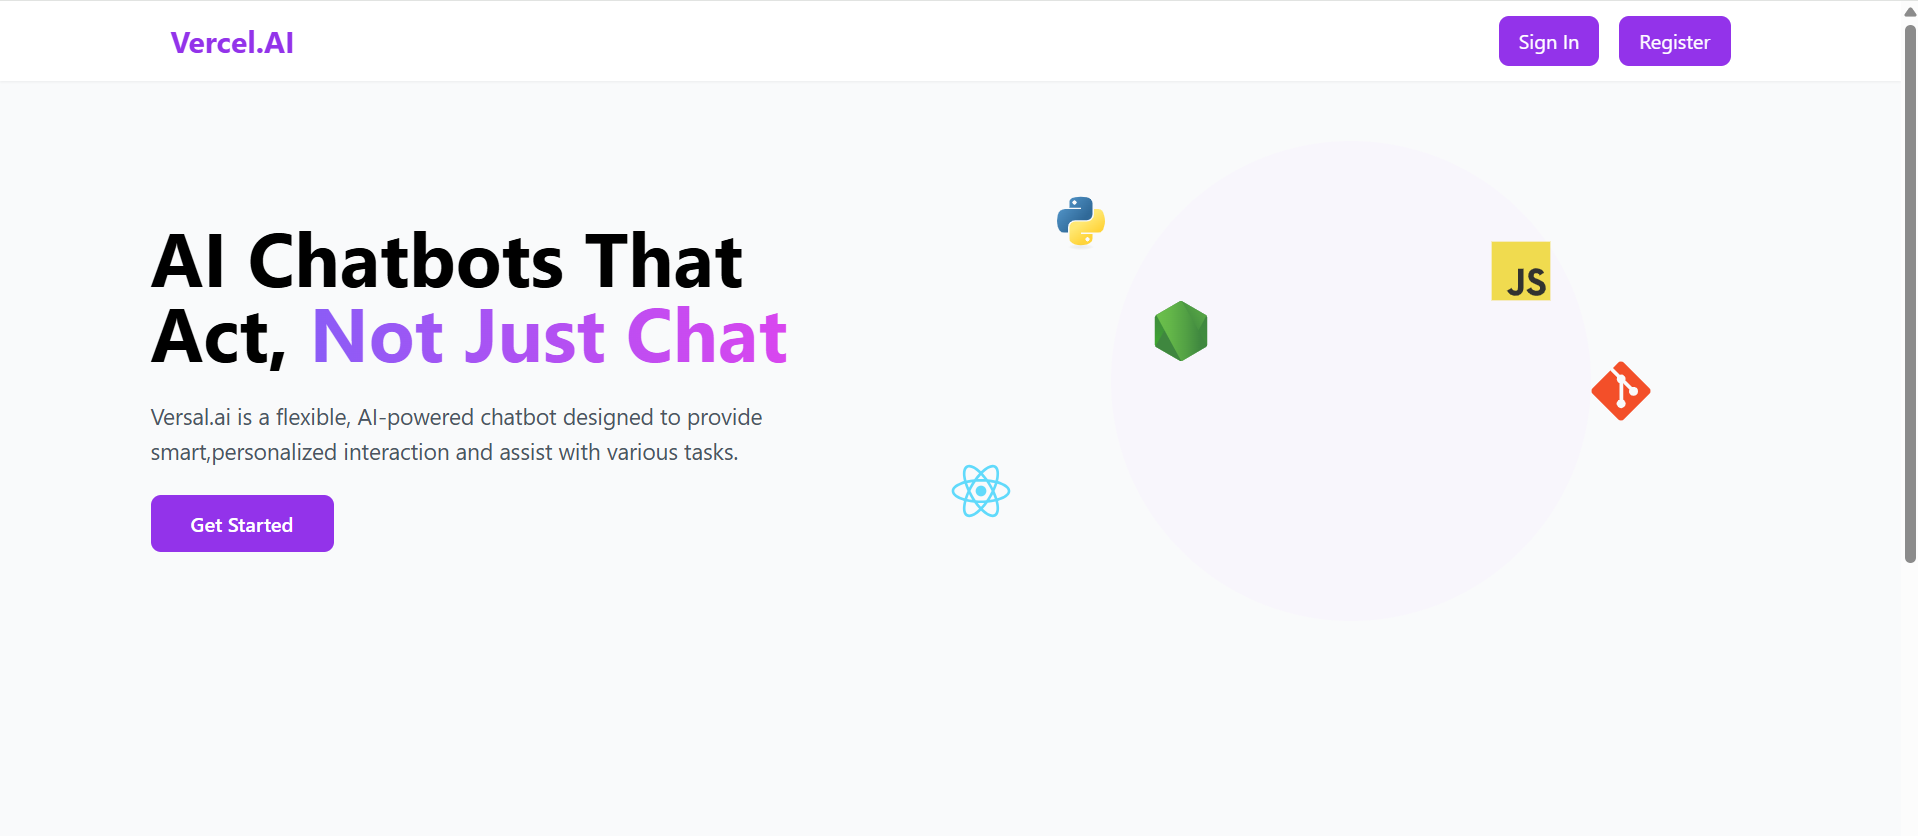 Vercel.AI
Sign In
Register
AI Chatbots That
Act, Not Just Chat
Versal.ai is a flexible, AI-powered chatbot designed to provide
smart,personalized interaction and assist with various tasks.
Get Started
JS